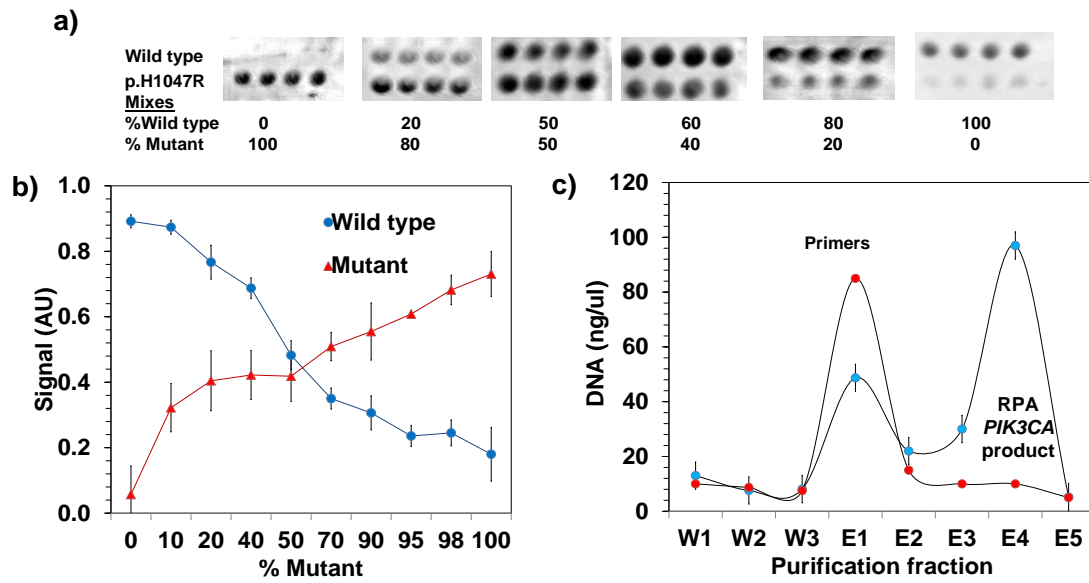 a)
Wild type
p.H1047R
Mixes
%Wild type 0 20 50 60 80 100
% Mutant 100 80 50 40 20 0
b)
1.0
0.8
0.6
0.4
0.2
0.0
Signal (AU)
Wild type
Mutant
0 10 20 40 50 70 90 95 98 100
% Mutant
c)
120
100
80
60
40
20
0
DNA (ng/ul)
Primers
RPA
PIK3CA
product
W1 W2 W3 E1 E2 E3 E4 E5
Purification fraction